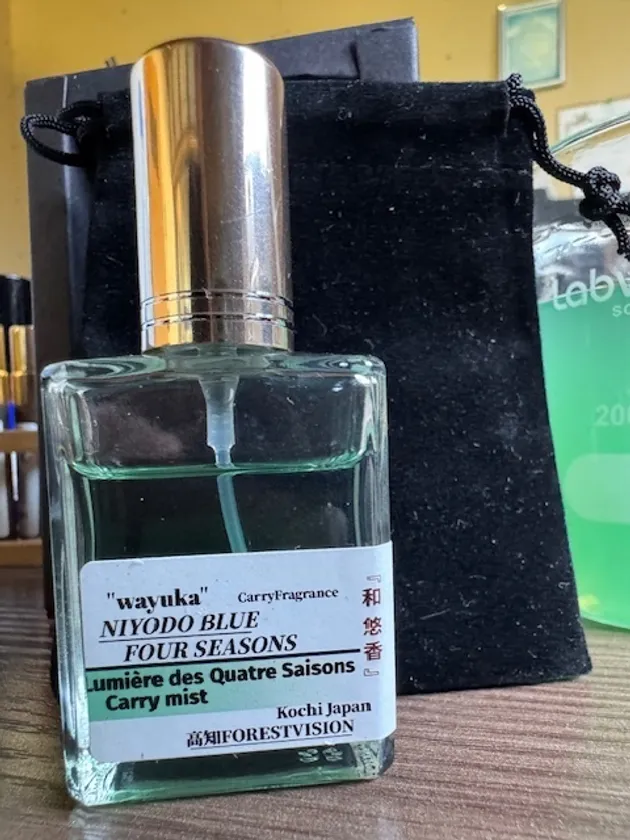 "wayuka" CarryFragrance
NIYODO BLUE
FOUR SEASONS
Lumière des Quatre Saisons
Carry mist
Kochi Japan
高知FORESTVISION
『和悠香』